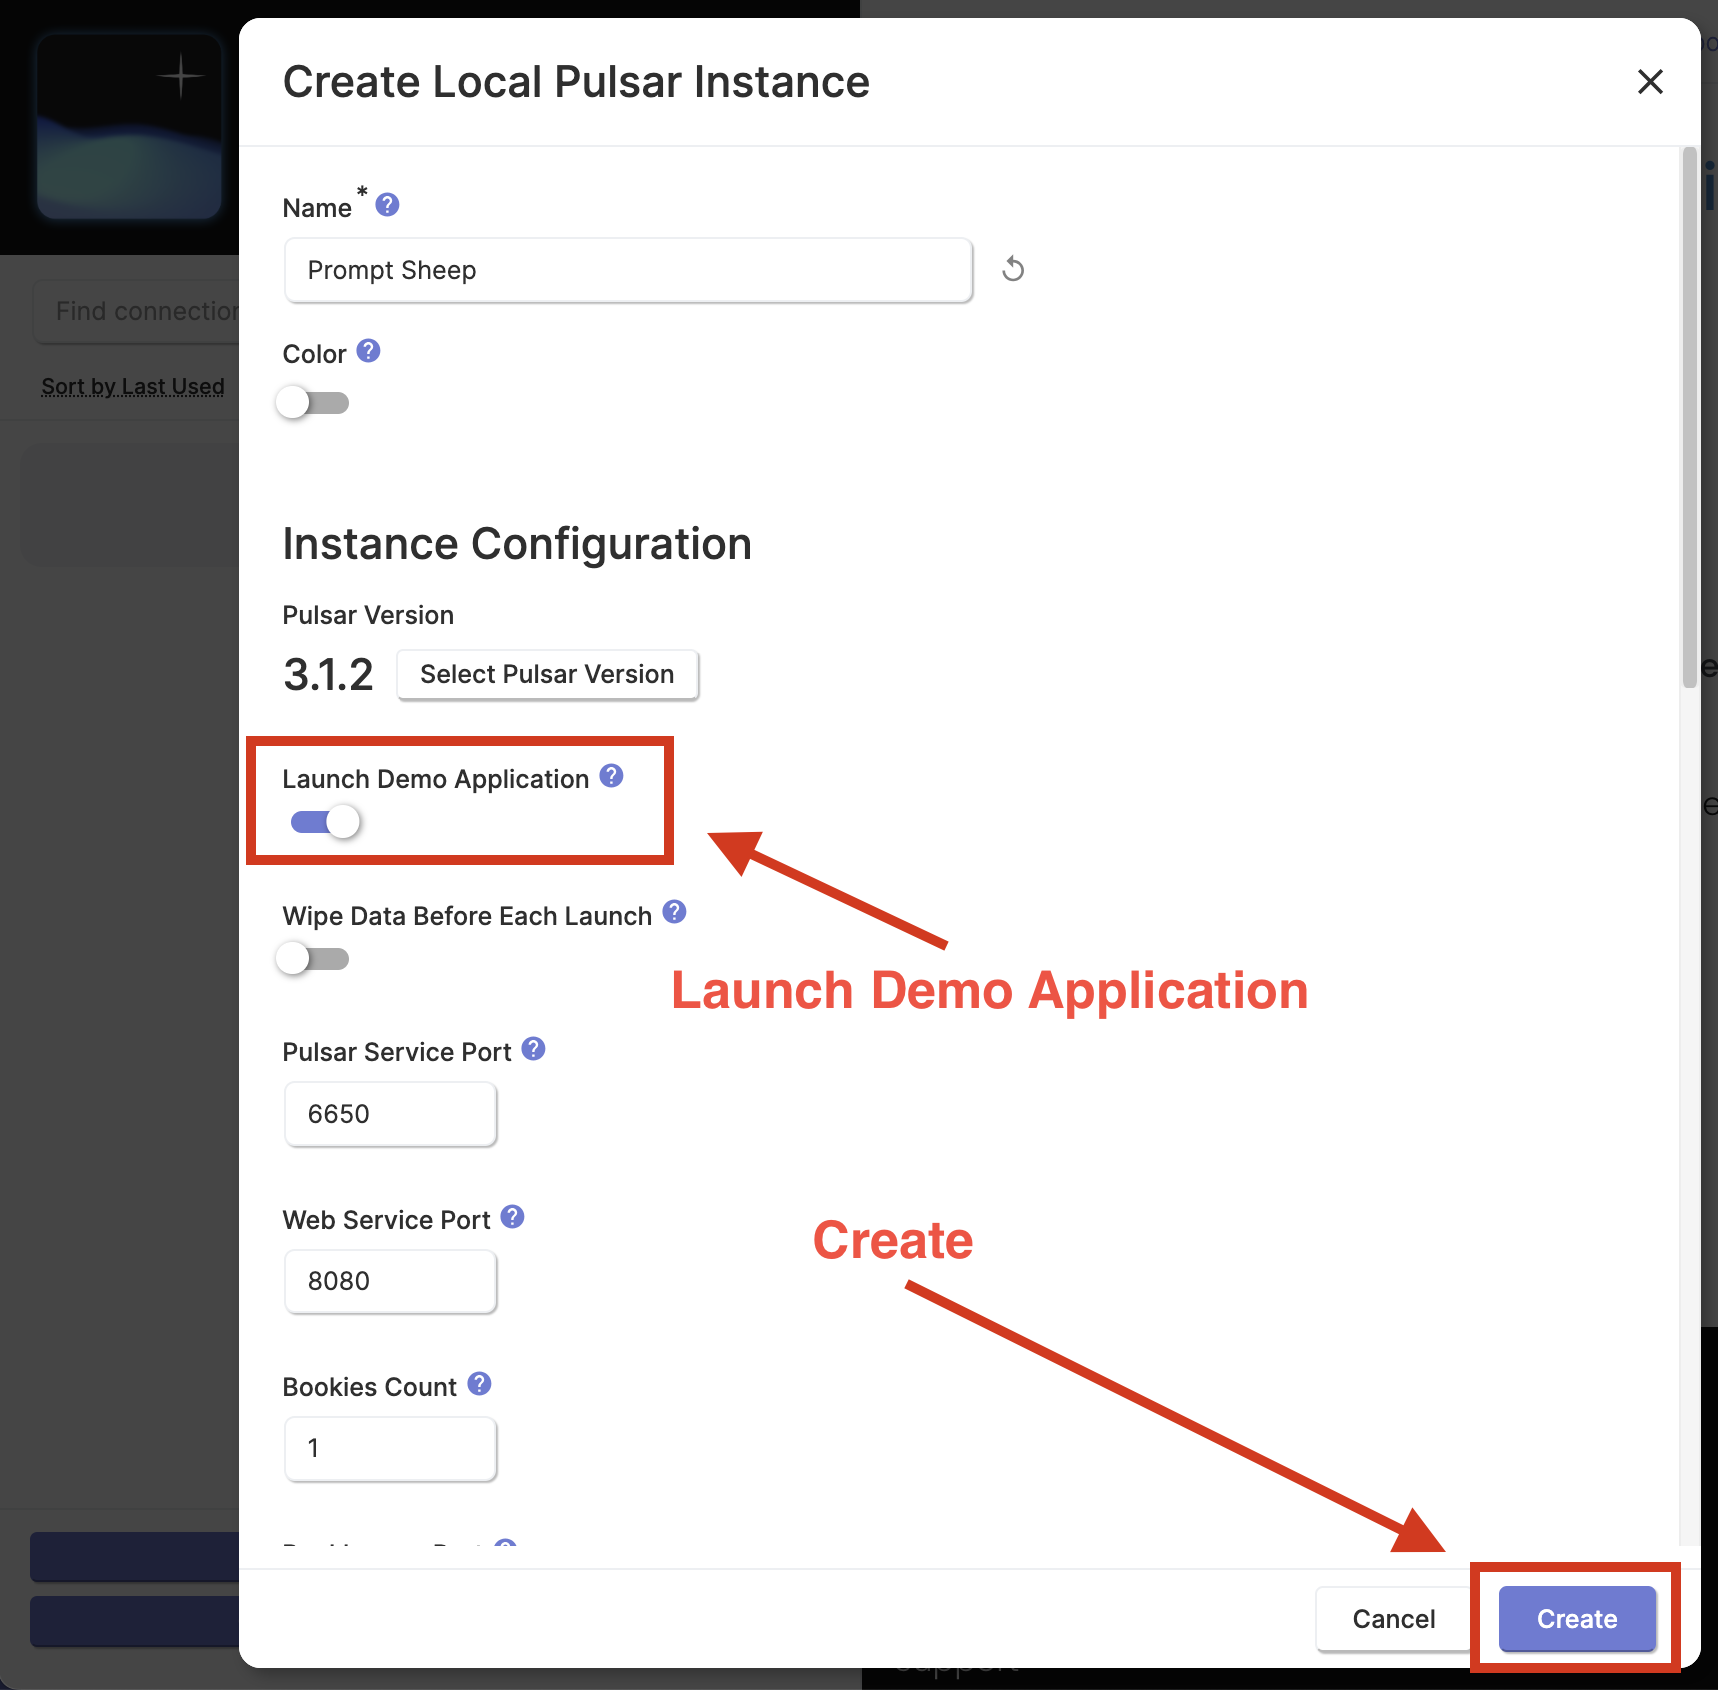 Create Local Pulsar Instance
Name *
Prompt Sheep
Find connection
Color
Sort by Last Used
Instance Configuration
Pulsar Version
3.1.2 Select Pulsar Version
Launch Demo Application
Wipe Data Before Each Launch
Launch Demo Application
Pulsar Service Port
6650
Web Service Port
8080
Create
Bookies Count
1
Cancel
Create
support